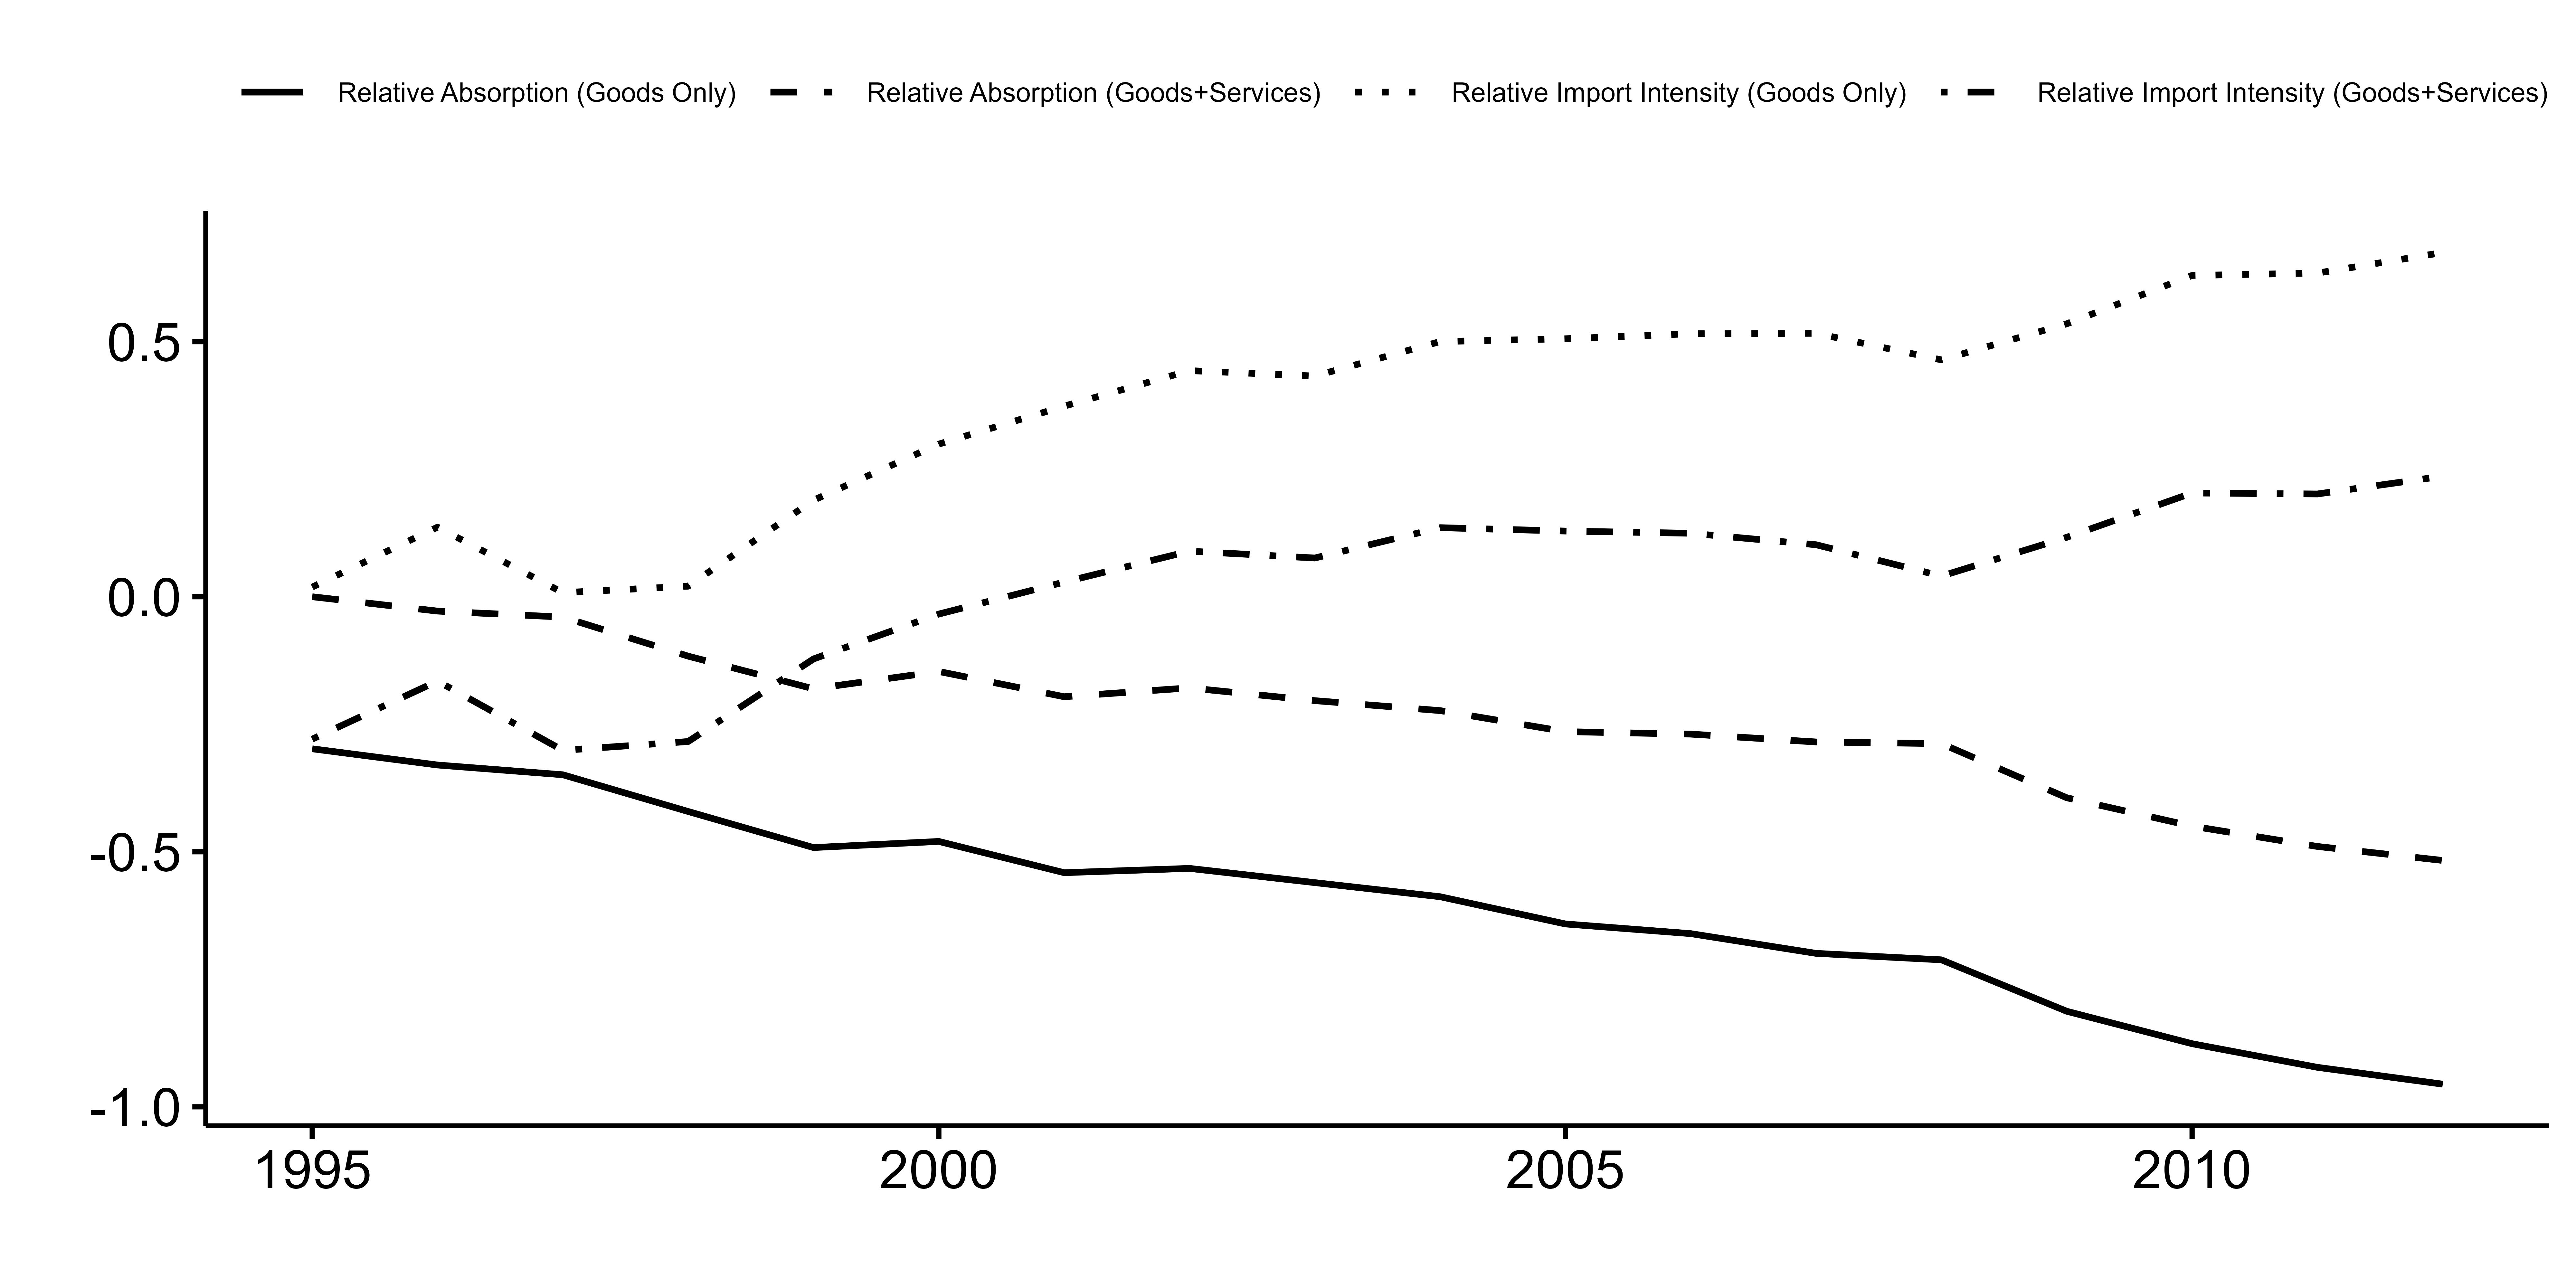 Relative Absorption (Goods Only) Relative Absorption (Goods+Services) Relative Import Intensity (Goods Only) Relative Import Intensity (Goods+Services)
0.5
0.0
-0.5
-1.0
1995 2000 2005 2010